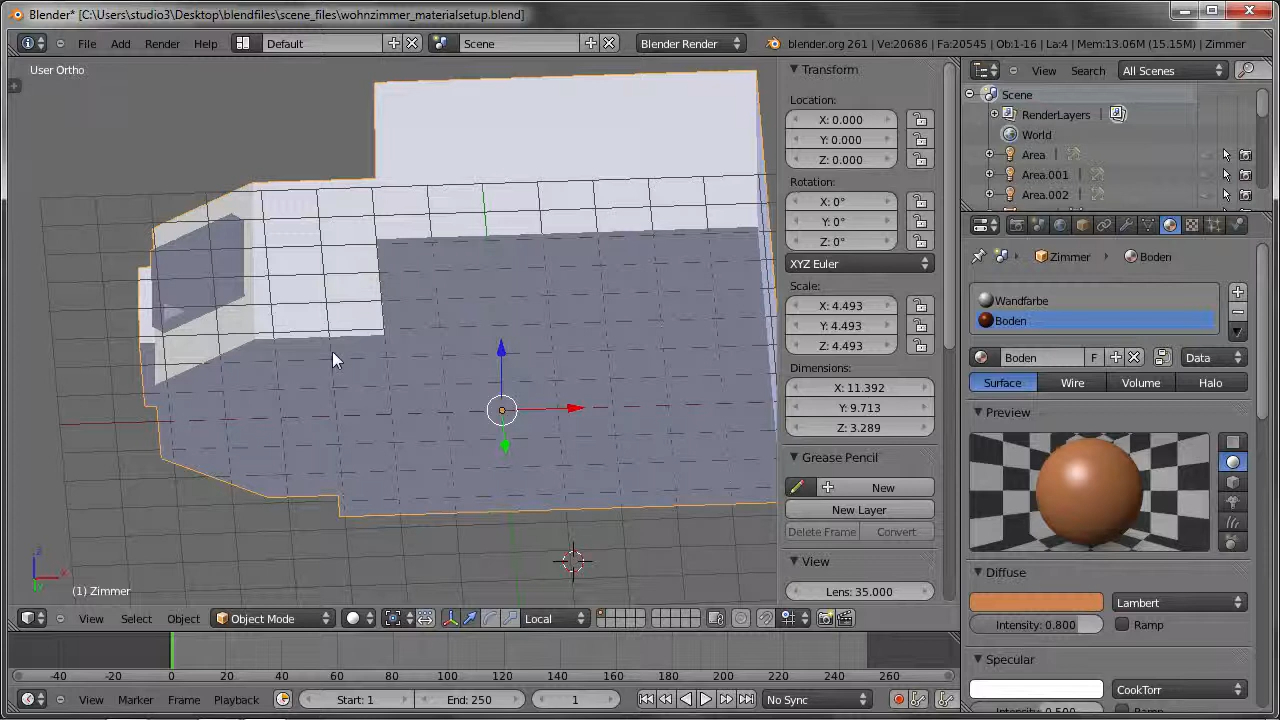 Blender* [C:\Users\studio3\Desktop\blendfiles\scene_files\wohnzimmer_materialsetup.blend]
File Add Render Help Default Scene Blender Render blender.org 261 | Ve:20686 | Fa:20545 | Ob:1-16 | La:4 | Mem:13.06M (15.15M) | Zimmer
User Ortho
(1) Zimmer
View Select Object Object Mode Local
Transform
Location:
X: 0.000
Y: 0.000
Z: 0.000
Rotation:
X: 0°
Y: 0°
Z: 0°
XYZ Euler
Scale:
X: 4.493
Y: 4.493
Z: 4.493
Dimensions:
X: 11.392
Y: 9.713
Z: 3.289
Grease Pencil
New
New Layer
Delete Frame Convert
View
Lens: 35.000
View Search All Scenes
Scene
RenderLayers
World
Area
Area.001
Area.002
Zimmer Boden
Wandfarbe
Boden
Boden F Data
Surface Wire Volume Halo
Preview
Diffuse
Lambert
Intensity: 0.800 Ramp
Specular
CookTorr
-40 -20 0 20 40 60 80 100 120 140 160 180 200 220 240 260 280
View Marker Frame Playback Start: 1 End: 250 1 No Sync